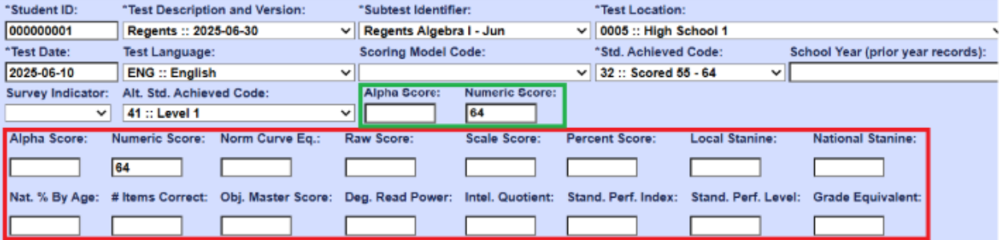 *Student ID: *Test Description and Version: *Subtest Identifier: *Test Location:
000000001 Regents :: 2025-06-30 Regents Algebra I - Jun 0005 :: High School 1
*Test Date: Test Language: Scoring Model Code: *Std. Achieved Code: School Year (prior year records):
2025-06-10 ENG :: English 32 :: Scored 55 - 64
Survey Indicator: Alt. Std. Achieved Code: Alpha Score: Numeric Score:
41 :: Level 1 64
Alpha Score: Numeric Score: Norm Curve Eq.: Raw Score: Scale Score: Percent Score: Local Stanine: National Stanine:
64
Nat. % By Age: # Items Correct: Obj. Master Score: Deg. Read Power: Intel. Quotient: Stand. Perf. Index: Stand. Perf. Level: Grade Equivalent: